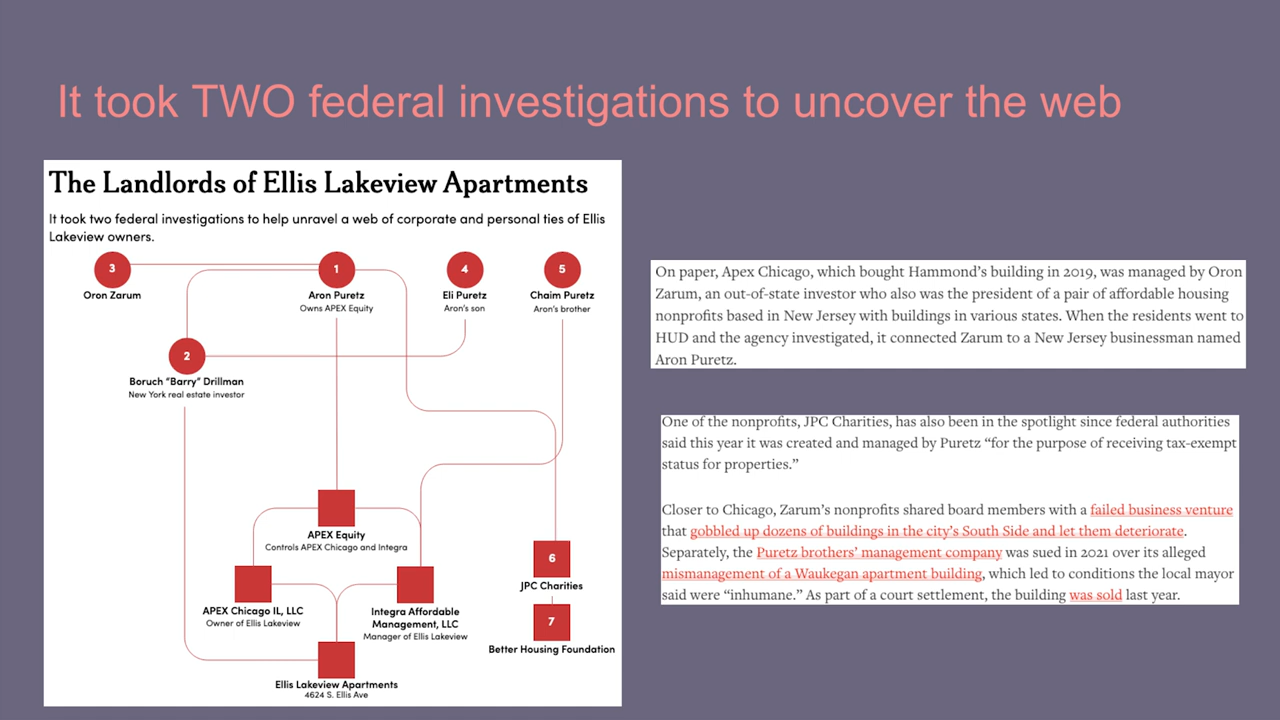 It took TWO federal investigations to uncover the web
The Landlords of Ellis Lakeview Apartments
It took two federal investigations to help unravel a web of corporate and personal ties of Ellis
Lakeview owners.
3
1
4
5
Oron Zarum
Aron Puretz
Owns APEX Equity
Eli Puretz
Aron's son
Chaim Puretz
Aron's brother
2
Boruch "Barry" Drillman
New York real estate investor
APEX Equity
Controls APEX Chicago and Integra
6
JPC Charities
APEX Chicago IL, LLC
Owner of Ellis Lakeview
Integra Affordable
Management, LLC
Manager of Ellis Lakeview
7
Better Housing Foundation
Ellis Lakeview Apartments
4624 S. Ellis Ave
On paper, Apex Chicago, which bought Hammond's building in 2019, was managed by Oron
Zarum, an out-of-state investor who also was the president of a pair of affordable housing
nonprofits based in New Jersey with buildings in various states. When the residents went to
HUD and the agency investigated, it connected Zarum to a New Jersey businessman named
Aron Puretz.
One of the nonprofits, JPC Charities, has also been in the spotlight since federal authorities
said this year it was created and managed by Puretz “for the purpose of receiving tax-exempt
status for properties.”
Closer to Chicago, Zarum's nonprofits shared board members with a failed business venture
that gobbled up dozens of buildings in the city's South Side and let them deteriorate.
Separately, the Puretz brothers' management company was sued in 2021 over its alleged
mismanagement of a Waukegan apartment building, which led to conditions the local mayor
said were “inhumane.” As part of a court settlement, the building was sold last year.